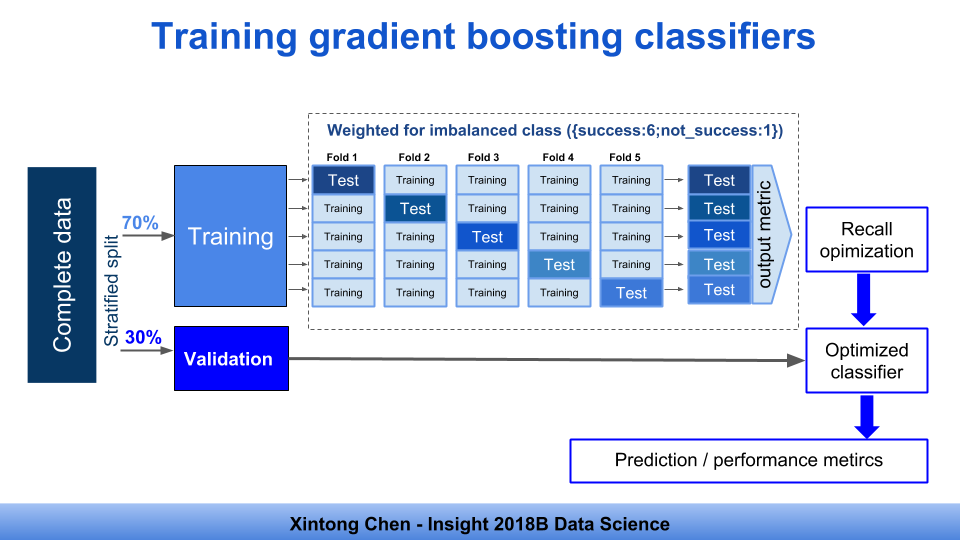 Training gradient boosting classifiers
Weighted for imbalanced class ({success:6;not_success:1})
Fold 1 Fold 2 Fold 3 Fold 4 Fold 5
Complete data
Stratified split
70%
Training
Test Training Training Training Training Test
Training Test Training Training Training Test
Training Training Test Training Training Test
Training Training Training Test Training Test
Training Training Training Training Test Test
output metric
Recall
opimization
30%
Validation
Optimized
classifier
Prediction / performance metircs
Xintong Chen - Insight 2018B Data Science